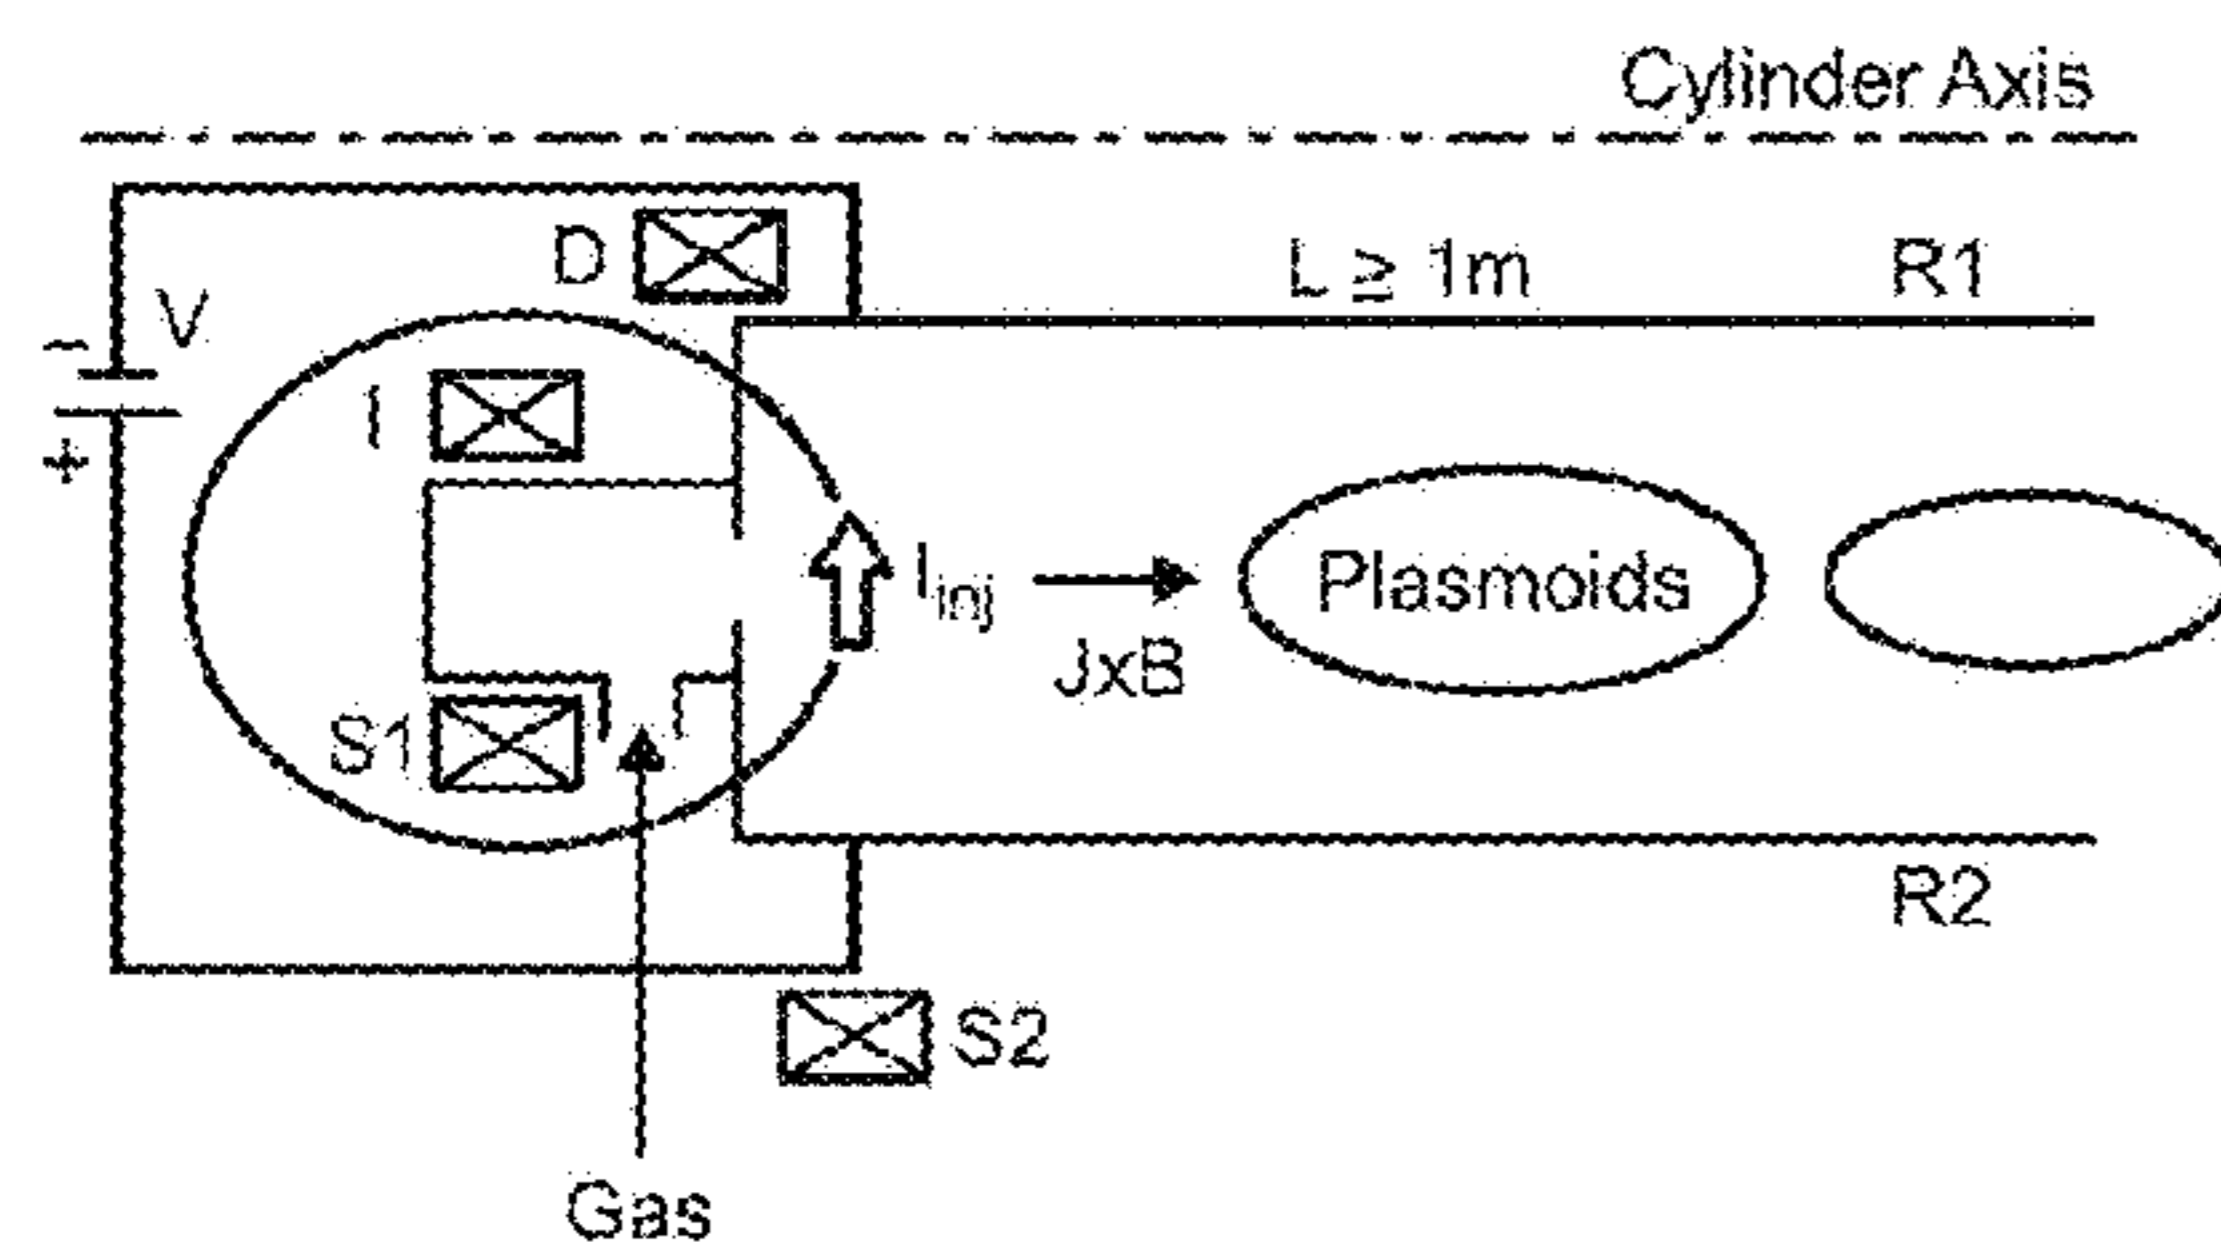 Cylinder Axis
D
L ≥ 1m
R1
V
−
I
+
I_inj
Plasmoids
JxB
S1
R2
S2
Gas